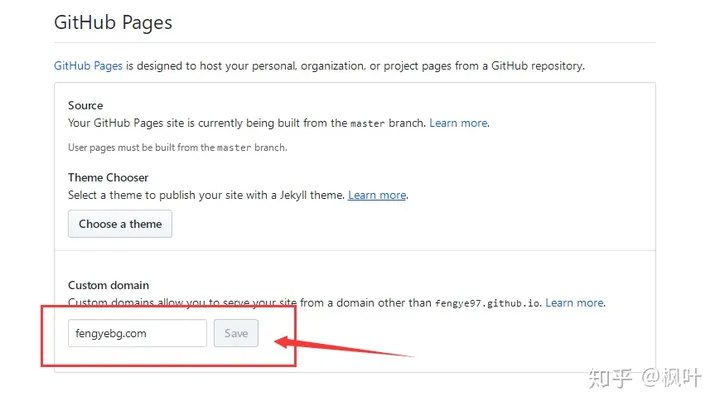 GitHub Pages
GitHub Pages is designed to host your personal, organization, or project pages from a GitHub repository.
Source
Your GitHub Pages site is currently being built from the master branch. Learn more.
User pages must be built from the master branch.
Theme Chooser
Select a theme to publish your site with a Jekyll theme. Learn more.
Choose a theme
Custom domain
Custom domains allow you to serve your site from a domain other than fengye97.github.io. Learn more.
fengyebg.com Save
知乎 @枫叶